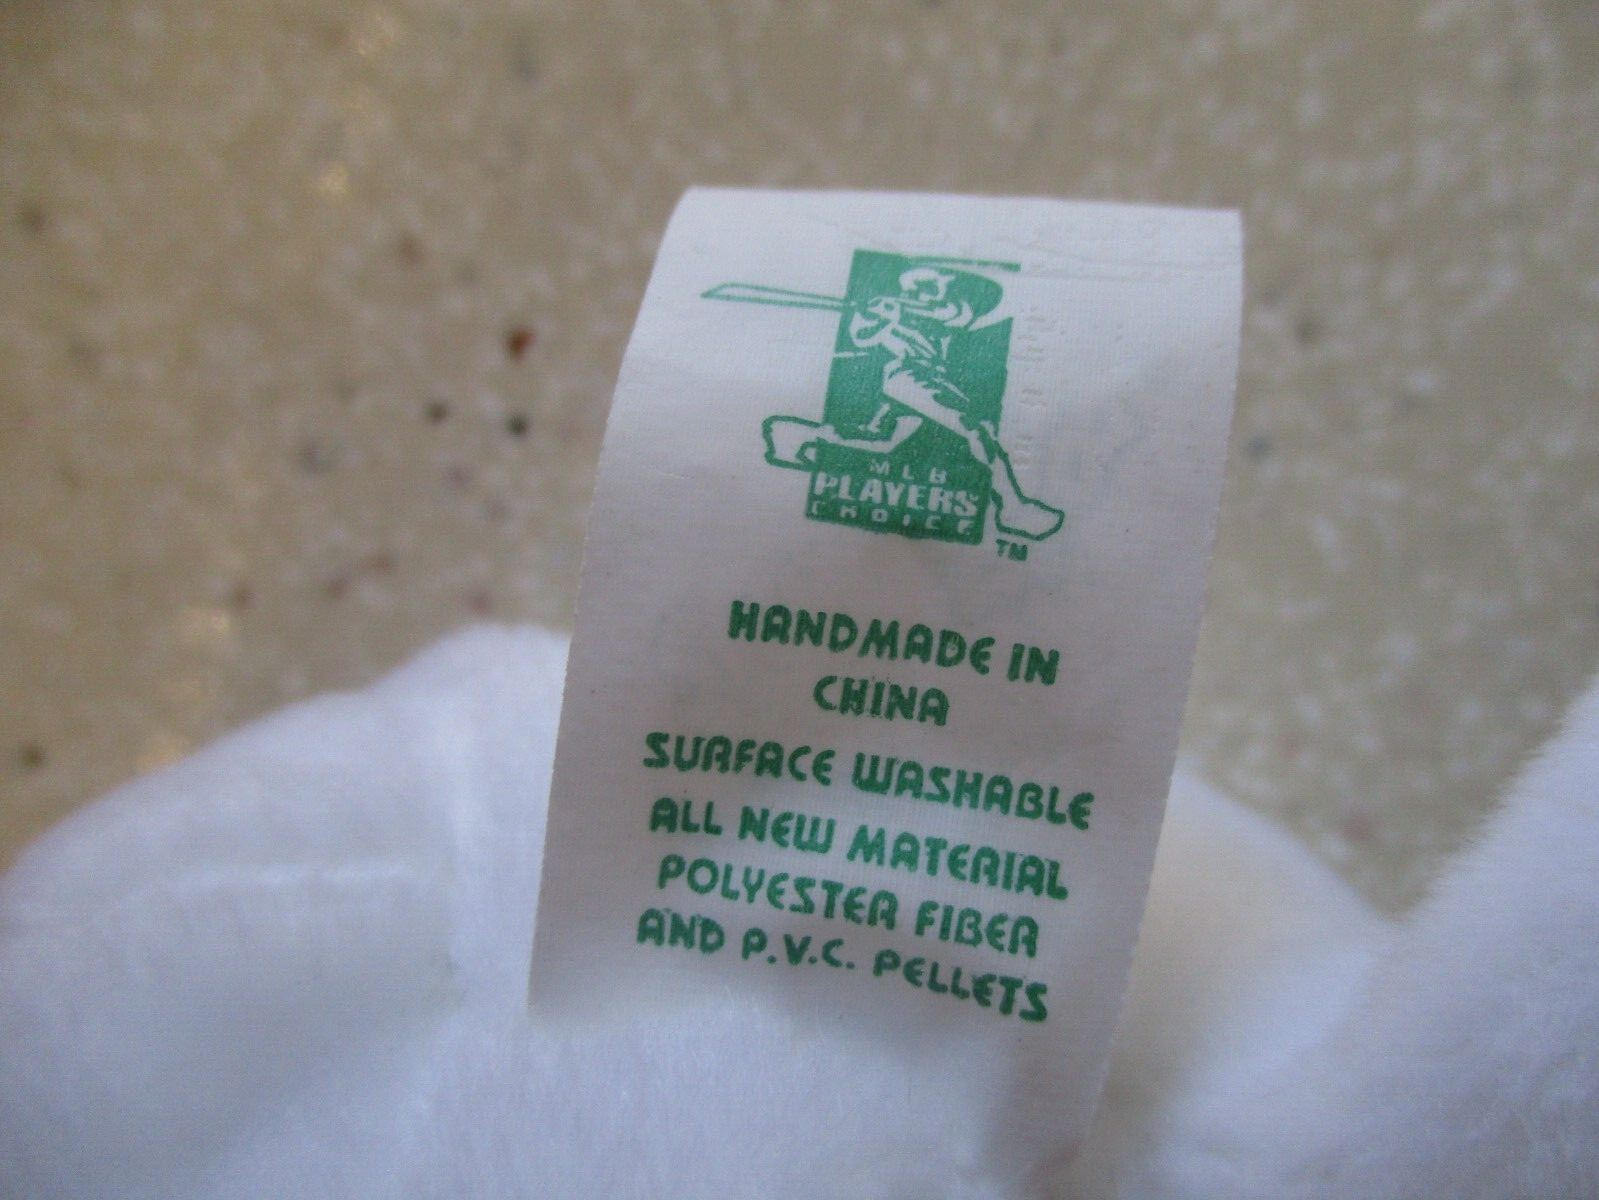 MLB
PLAYERS
CHOICE
TM
HANDMADE IN
CHINA
SURFACE WASHABLE
ALL NEW MATERIAL
POLYESTER FIBER
AND P.V.C. PELLETS